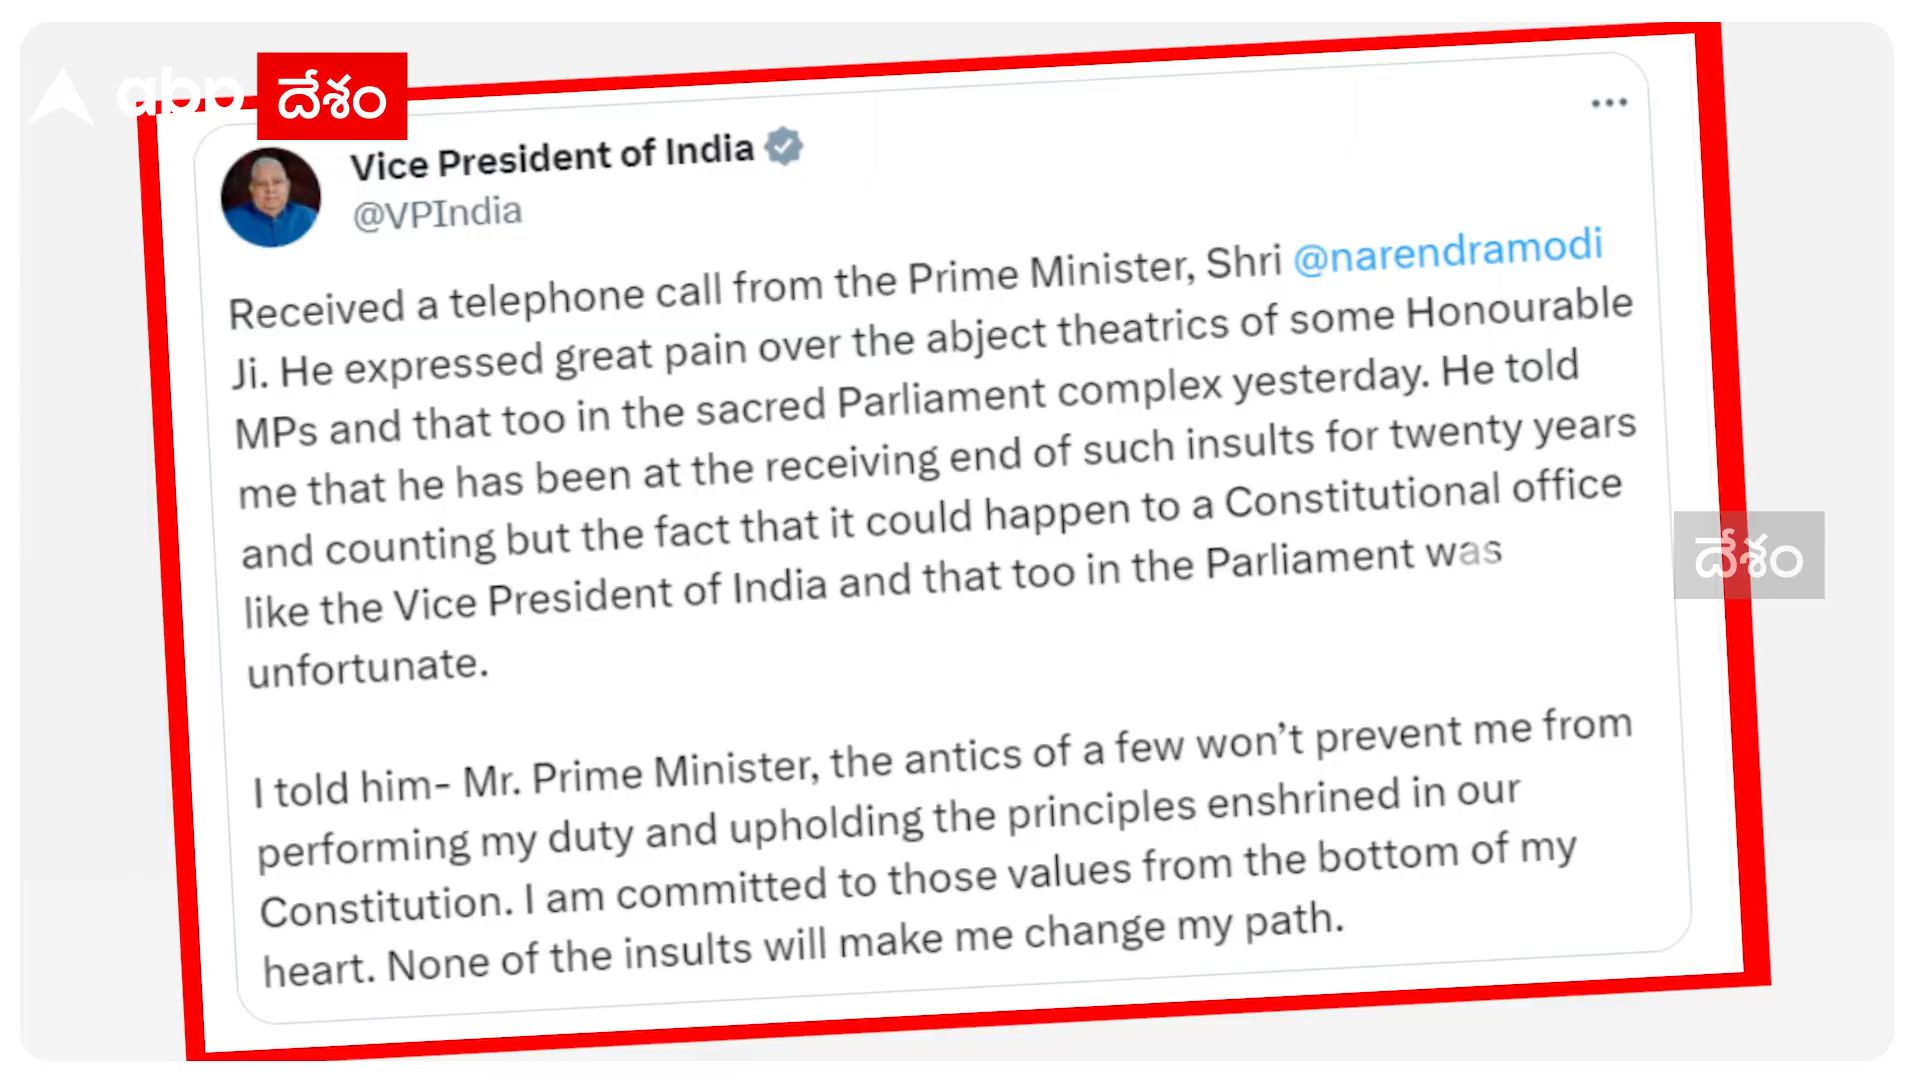 abp దేశం
Vice President of India
@VPIndia
Received a telephone call from the Prime Minister, Shri @narendramodi
Ji. He expressed great pain over the abject theatrics of some Honourable
MPs and that too in the sacred Parliament complex yesterday. He told
me that he has been at the receiving end of such insults for twenty years
and counting but the fact that it could happen to a Constitutional office
like the Vice President of India and that too in the Parliament was
unfortunate.
I told him- Mr. Prime Minister, the antics of a few won’t prevent me from
performing my duty and upholding the principles enshrined in our
Constitution. I am committed to those values from the bottom of my
heart. None of the insults will make me change my path.
దేశం